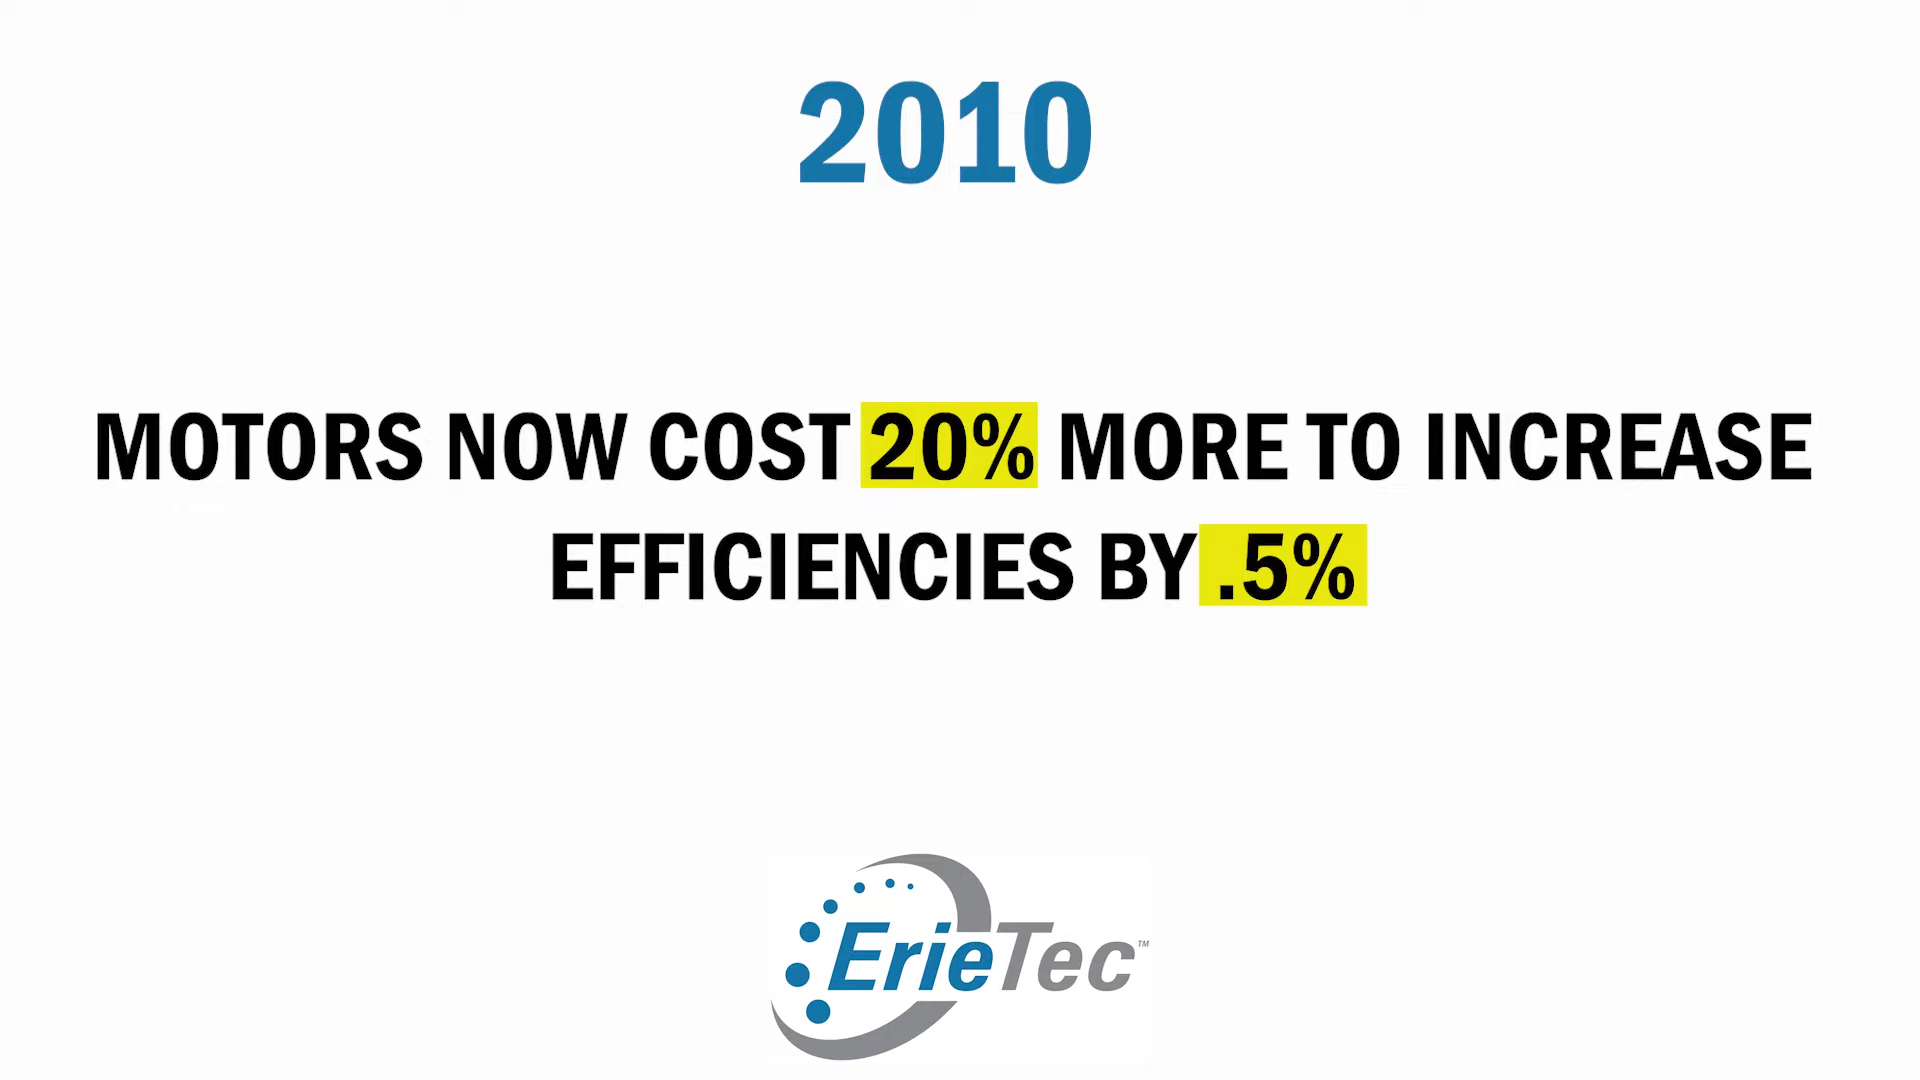 2010
MOTORS NOW COST 20% MORE TO INCREASE
EFFICIENCIES BY .5%
ErieTec™